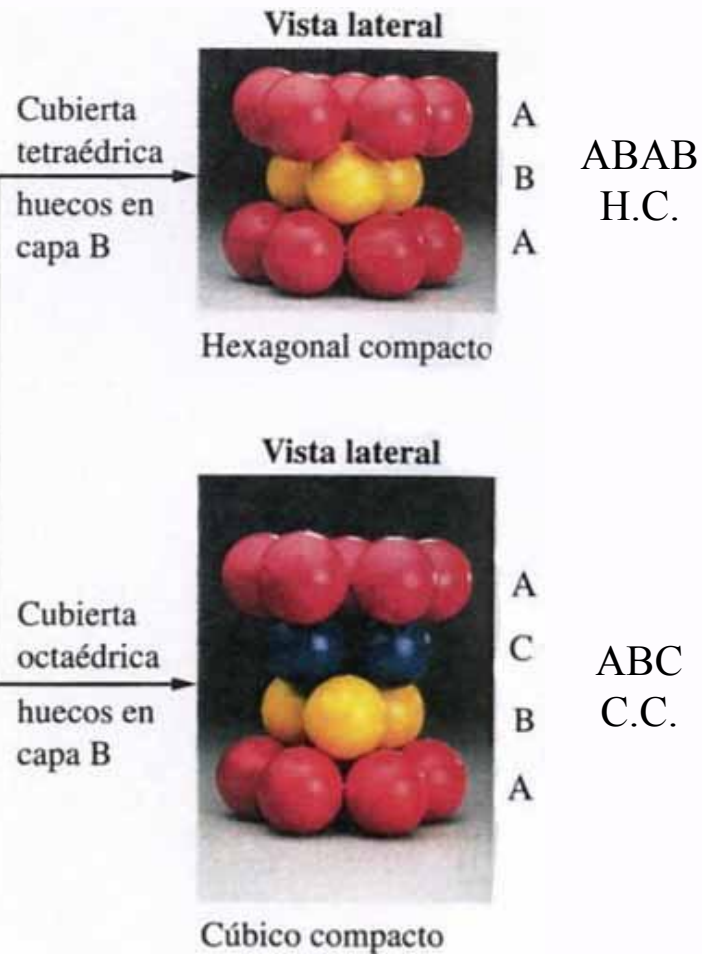 Vista lateral
Cubierta
tetraédrica
huecos en
capa B
A
B
A
ABAB
H.C.
Hexagonal compacto
Vista lateral
Cubierta
octaédrica
huecos en
capa B
A
C
B
A
ABC
C.C.
Cúbico compacto